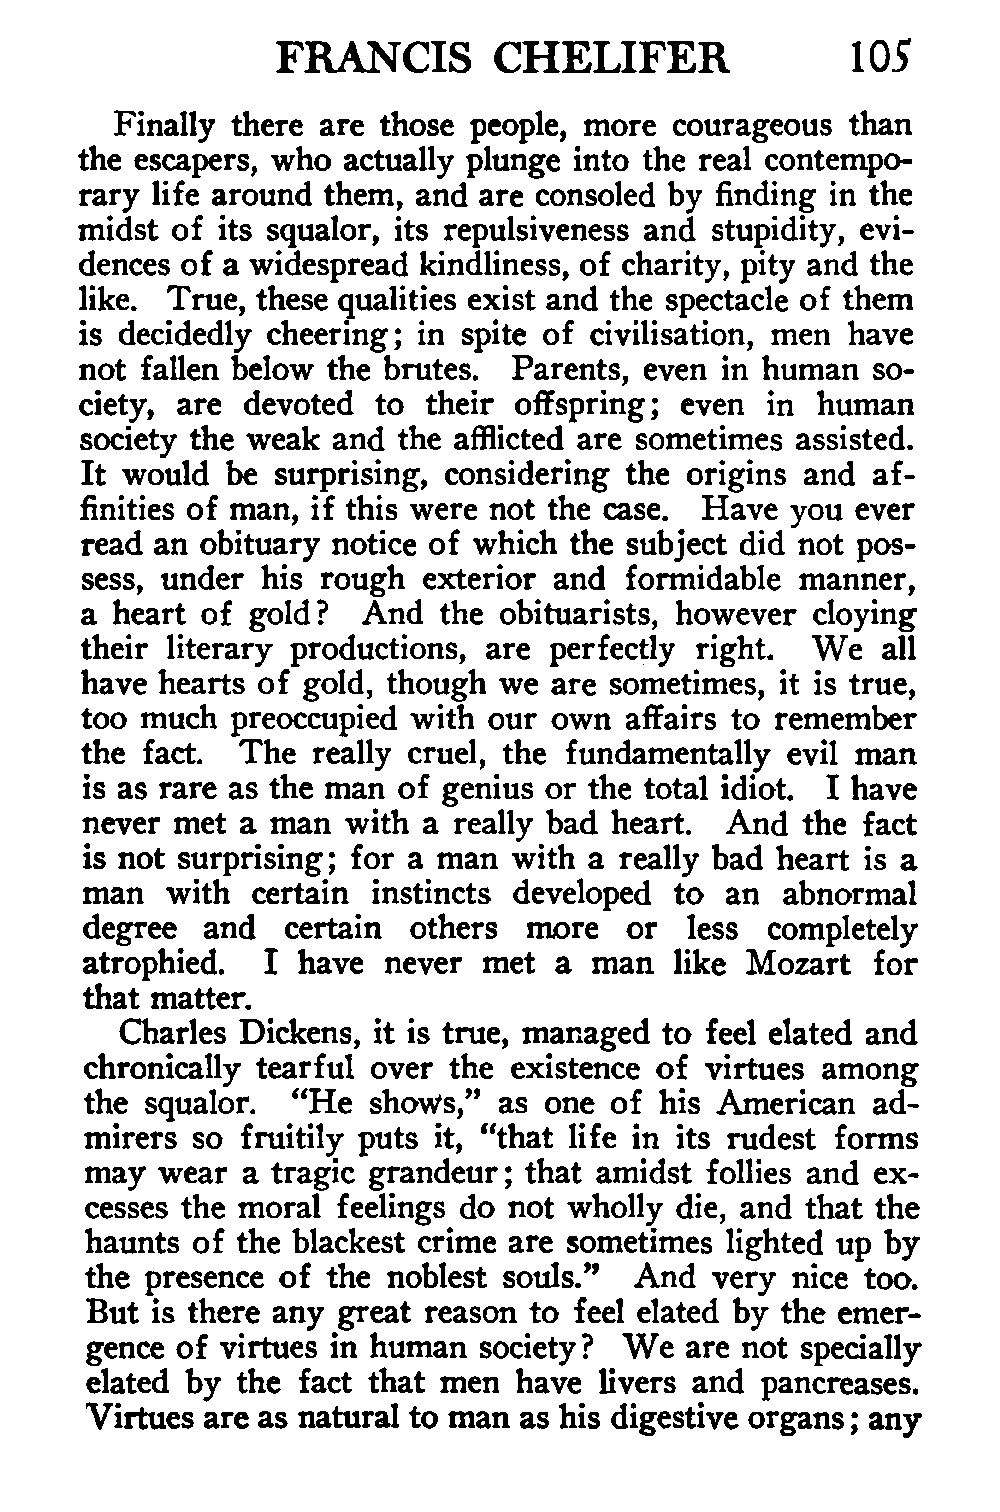 FRANCIS CHELIFER 105
Finally there are those people, more courageous than
the escapers, who actually plunge into the real contempo-
rary life around them, and are consoled by finding in the
midst of its squalor, its repulsiveness and stupidity, evi-
dences of a widespread kindliness, of charity, pity and the
like. True, these qualities exist and the spectacle of them
is decidedly cheering; in spite of civilisation, men have
not fallen below the brutes. Parents, even in human so-
ciety, are devoted to their offspring; even in human
society the weak and the afflicted are sometimes assisted.
It would be surprising, considering the origins and af-
finities of man, if this were not the case. Have you ever
read an obituary notice of which the subject did not pos-
sess, under his rough exterior and formidable manner,
a heart of gold? And the obituarists, however cloying
their literary productions, are perfectly right. We all
have hearts of gold, though we are sometimes, it is true,
too much preoccupied with our own affairs to remember
the fact. The really cruel, the fundamentally evil man
is as rare as the man of genius or the total idiot. I have
never met a man with a really bad heart. And the fact
is not surprising; for a man with a really bad heart is a
man with certain instincts developed to an abnormal
degree and certain others more or less completely
atrophied. I have never met a man like Mozart for
that matter.
Charles Dickens, it is true, managed to feel elated and
chronically tearful over the existence of virtues among
the squalor. “He shows,” as one of his American ad-
mirers so fruitily puts it, “that life in its rudest forms
may wear a tragic grandeur; that amidst follies and ex-
cesses the moral feelings do not wholly die, and that the
haunts of the blackest crime are sometimes lighted up by
the presence of the noblest souls.” And very nice too.
But is there any great reason to feel elated by the emer-
gence of virtues in human society? We are not specially
elated by the fact that men have livers and pancreases.
Virtues are as natural to man as his digestive organs; any